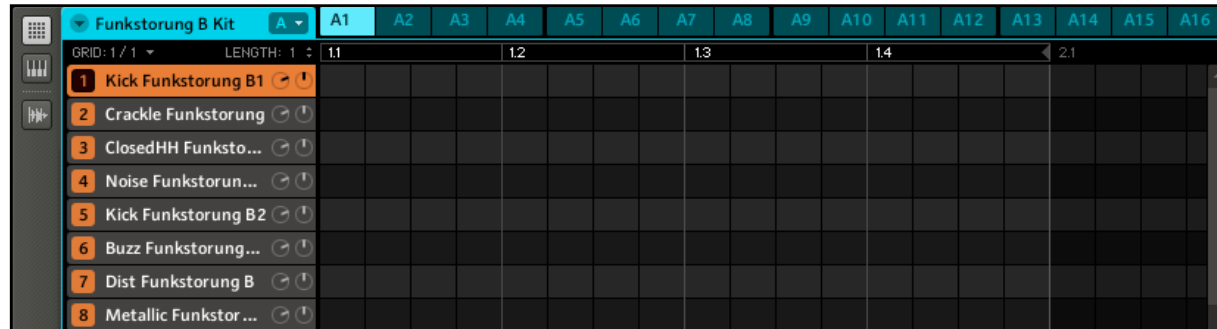 Funkstorung B Kit A A1 A2 A3 A4 A5 A6 A7 A8 A9 A10 A11 A12 A13 A14 A15 A16
GRID: 1 / 1 LENGTH: 1 1.1 1.2 1.3 1.4 2.1
1 Kick Funkstorung B1
2 Crackle Funkstorung
3 ClosedHH Funksto...
4 Noise Funkstorun...
5 Kick Funkstorung B2
6 Buzz Funkstorung...
7 Dist Funkstorung B
8 Metallic Funkstor...